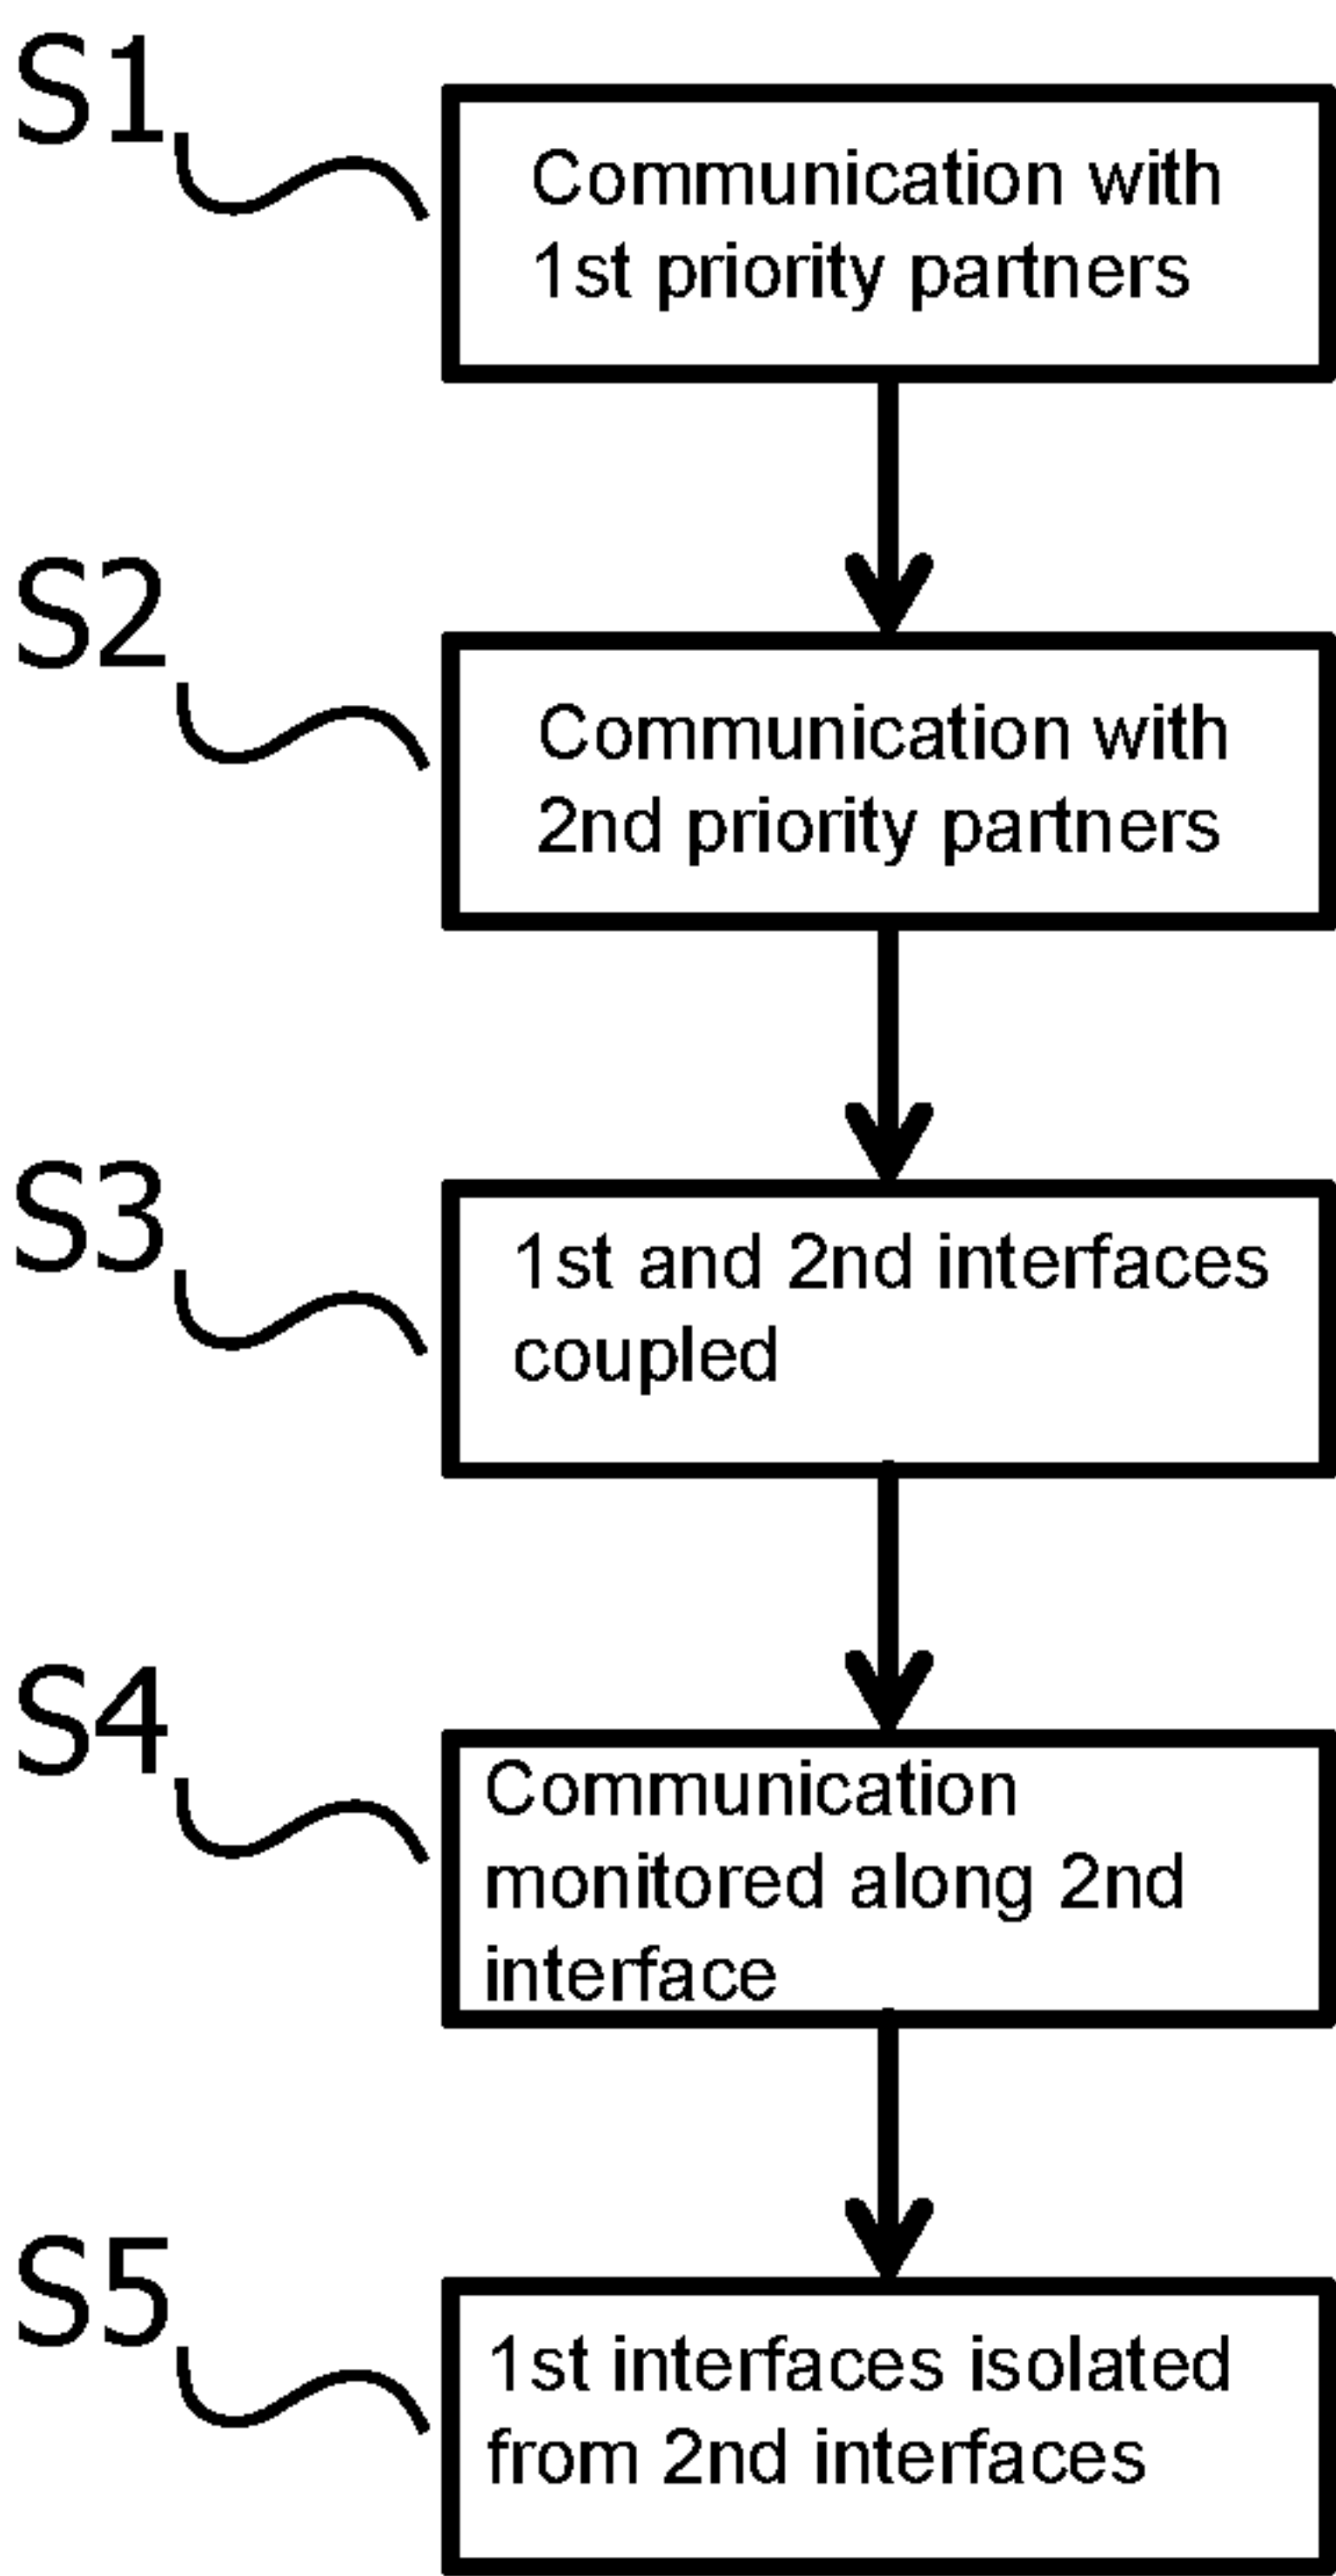 S1
Communication with
1st priority partners
S2
Communication with
2nd priority partners
S3
1st and 2nd interfaces
coupled
S4
Communication
monitored along 2nd
interface
S5
1st interfaces isolated
from 2nd interfaces